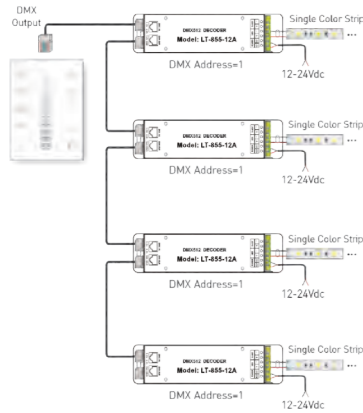 DMX
Output
Single Color Strip
DMX512 DECODER
Model: LT-855-12A
DMX Address=1
12-24Vdc
Single Color Strip
DMX512 DECODER
Model: LT-855-12A
DMX Address=1
12-24Vdc
Single Color Strip
DMX512 DECODER
Model: LT-855-12A
DMX Address=1
12-24Vdc
Single Color Strip
DMX512 DECODER
Model: LT-855-12A
DMX Address=1
12-24Vdc